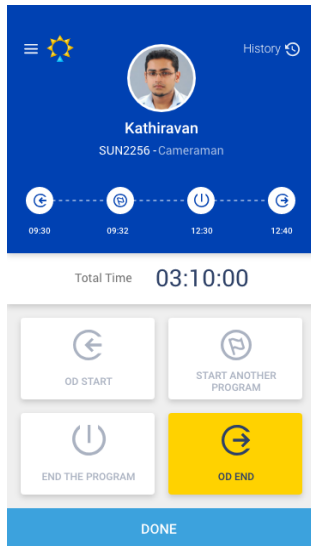 History
Kathiravan
SUN2256 - Cameraman
09:30 09:32 12:30 12:40
Total Time 03:10:00
OD START
START ANOTHER
PROGRAM
END THE PROGRAM
OD END
DONE